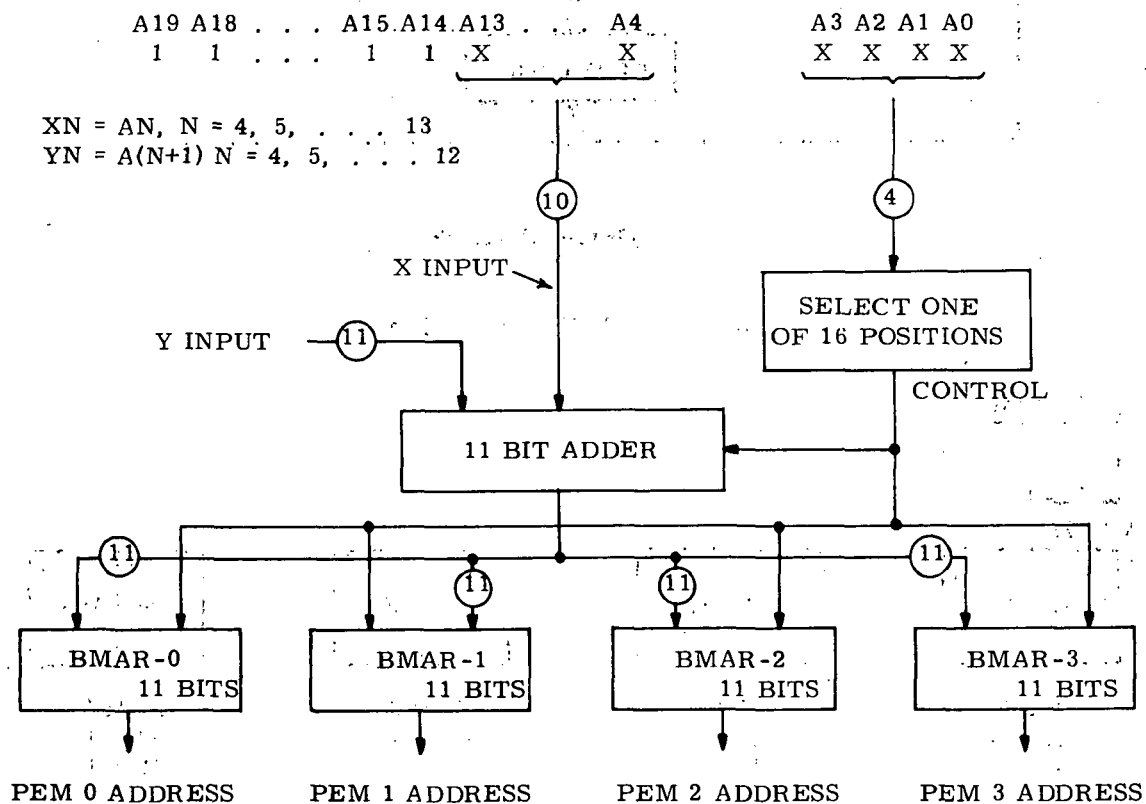 A19 A18 . . . A15 A14 A13 . . . A4 A3 A2 A1 A0
1 1 . . . 1 1 X X X X X X
XN = AN, N = 4, 5, . . . 13
YN = A(N+1) N = 4, 5, . . . 12
10
4
X INPUT
SELECT ONE
OF 16 POSITIONS
Y INPUT
11
CONTROL
11 BIT ADDER
11
11
11
11
BMAR-0
11 BITS
BMAR-1
11 BITS
BMAR-2
11 BITS
BMAR-3
11 BITS
PEM 0 ADDRESS
PEM 1 ADDRESS
PEM 2 ADDRESS
PEM 3 ADDRESS